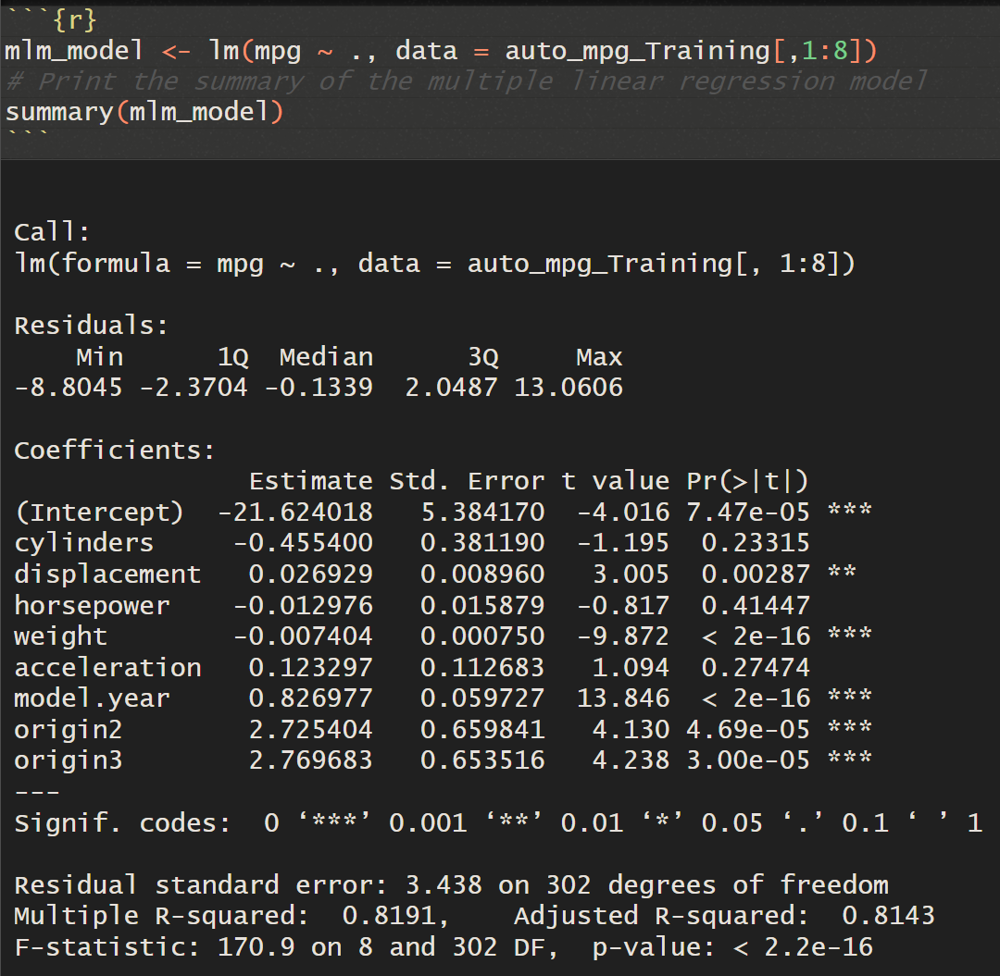 ```{r}
mlm_model <- lm(mpg ~ ., data = auto_mpg_Training[,1:8])
# Print the summary of the multiple linear regression model
summary(mlm_model)
```
Call:
lm(formula = mpg ~ ., data = auto_mpg_Training[, 1:8])
Residuals:
    Min      1Q  Median      3Q     Max
-8.8045 -2.3704 -0.1339  2.0487 13.0606
Coefficients:
               Estimate Std. Error t value Pr(>|t|)
(Intercept)  -21.624018   5.384170  -4.016 7.47e-05 ***
cylinders     -0.455400   0.381190  -1.195  0.23315
displacement   0.026929   0.008960   3.005  0.00287 **
horsepower    -0.012976   0.015879  -0.817  0.41447
weight        -0.007404   0.000750  -9.872  < 2e-16 ***
acceleration   0.123297   0.112683   1.094  0.27474
model.year     0.826977   0.059727  13.846  < 2e-16 ***
origin2        2.725404   0.659841   4.130 4.69e-05 ***
origin3        2.769683   0.653516   4.238 3.00e-05 ***
---
Signif. codes:  0 ‘***’ 0.001 ‘**’ 0.01 ‘*’ 0.05 ‘.’ 0.1 ‘ ’ 1
Residual standard error: 3.438 on 302 degrees of freedom
Multiple R-squared:  0.8191,    Adjusted R-squared:  0.8143
F-statistic: 170.9 on 8 and 302 DF,  p-value: < 2.2e-16